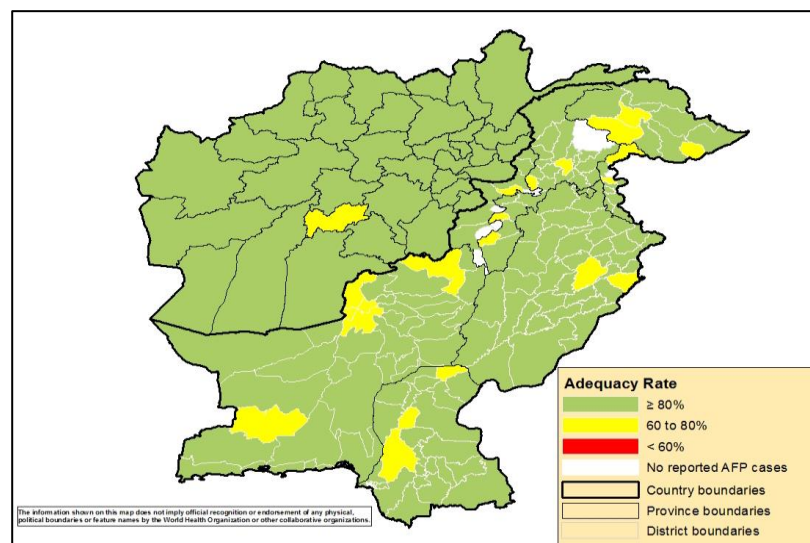 Adequacy Rate
≥ 80%
60 to 80%
< 60%
No reported AFP cases
Country boundaries
Province boundaries
District boundaries
The information shown on this map does not imply official recognition or endorsement of any physical,
political boundaries or feature names by the World Health Organization or other collaborative organizations.